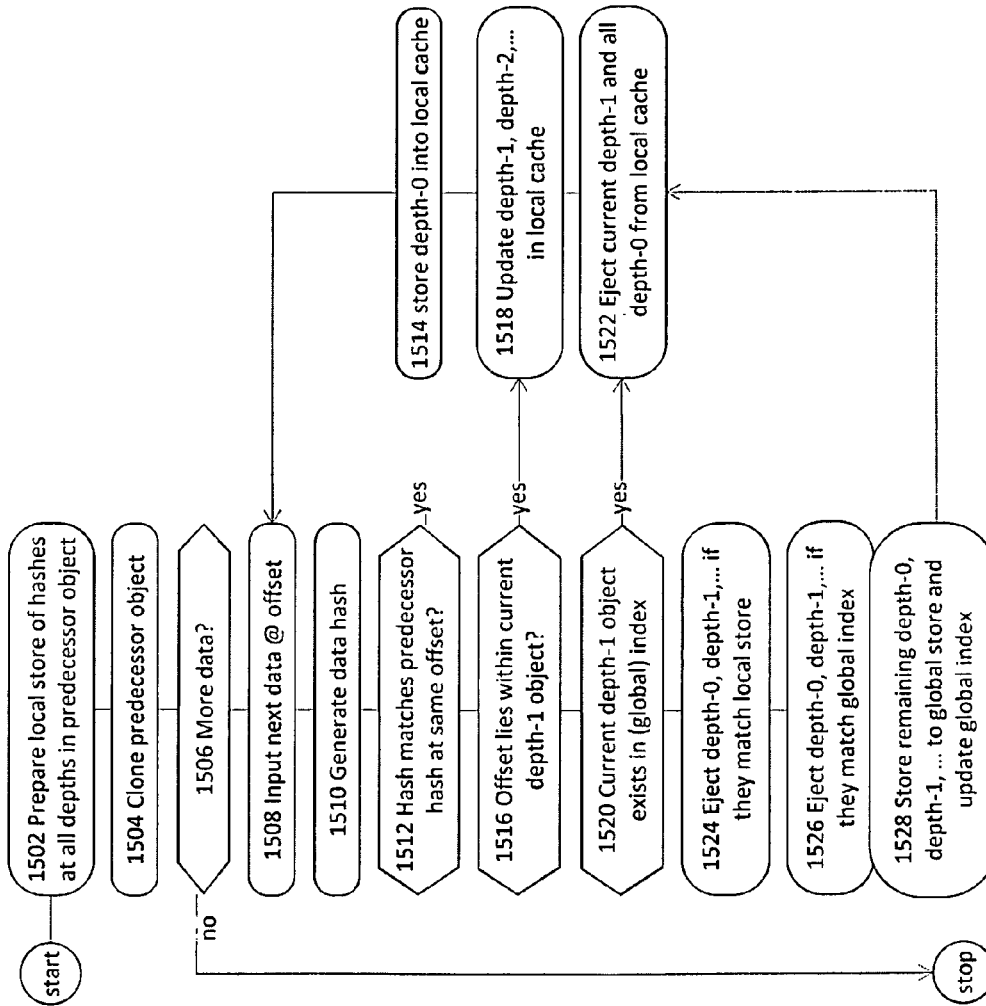 start
1502 Prepare local store of hashes
at all depths in predecessor object
1504 Clone predecessor object
1506 More data?
no
1508 Input next data @ offset
1510 Generate data hash
1512 Hash matches predecessor
hash at same offset?
yes
1514 store depth-0 into local cache
1516 Offset lies within current
depth-1 object?
yes
1518 Update depth-1, depth-2,...
in local cache
1520 Current depth-1 object
exists in (global) index
yes
1522 Eject current depth-1 and all
depth-0 from local cache
1524 Eject depth-0, depth-1,... if
they match local store
1526 Eject depth-0, depth-1,... if
they match global index
1528 Store remaining depth-0,
depth-1, ... to global store and
update global index
stop